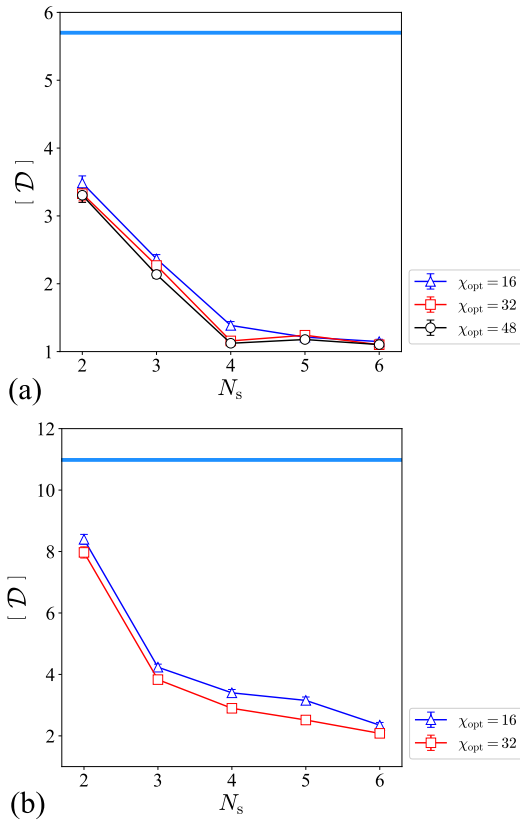 6
5
4
3
2
1
[ 𝒟 ]
2 3 4 5 6
N_s
(a)
χ_opt = 16
χ_opt = 32
χ_opt = 48
12
10
8
6
4
2
[ 𝒟 ]
2 3 4 5 6
N_s
(b)
χ_opt = 16
χ_opt = 32